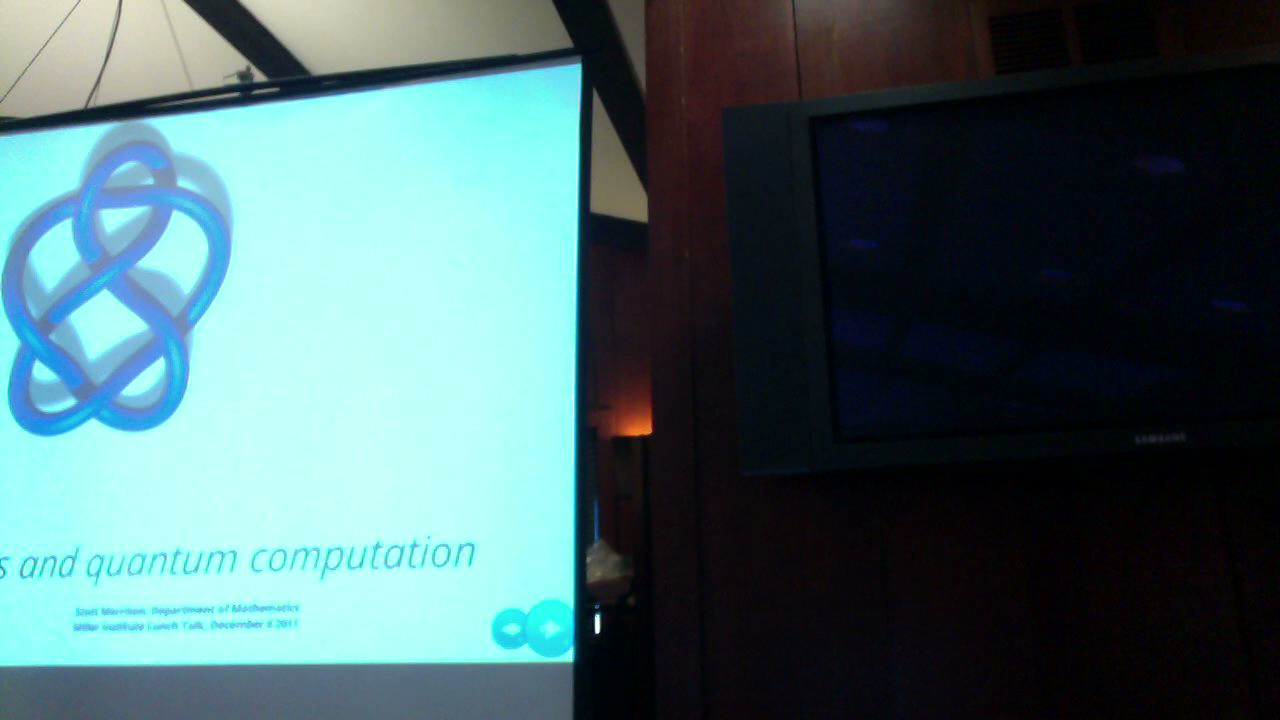 s and quantum computation
Scott Morrison, Department of Mathematics
Miller Institute Lunch Talk, December 6 2011
SAMSUNG